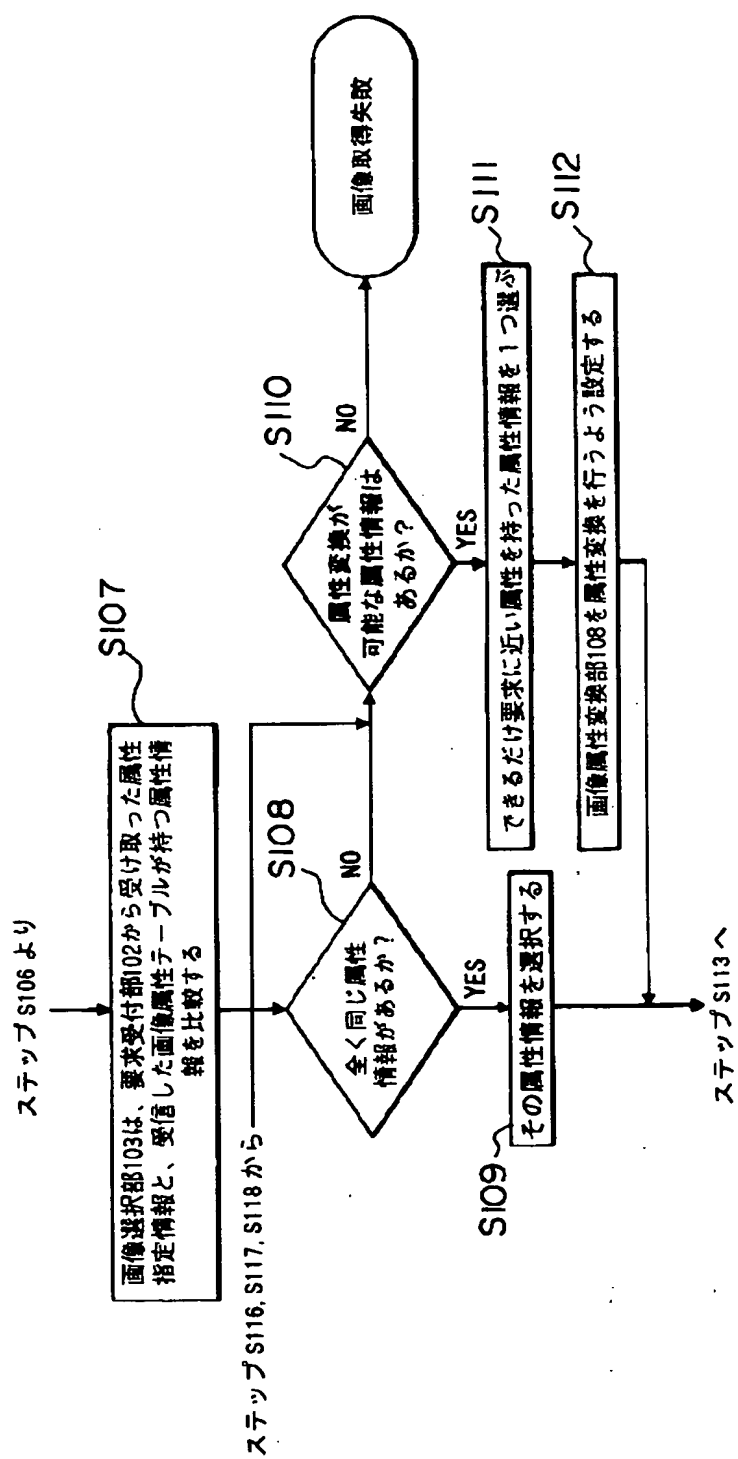 ステップS106より
S107
画像選択部103は、要求受付部102から受け取った属性
指定情報と、受信した画像属性テーブルが持つ属性情
報を比較する
ステップS116, S117, S118から
S108
全く同じ属性
情報があるか?
NO
YES
S109
その属性情報を選択する
S110
属性変換が
可能な属性情報は
あるか?
NO
画像取得失敗
YES
S111
できるだけ要求に近い属性を持った属性情報を1つ選ぶ
S112
画像属性変換部108を属性変換を行うよう設定する
ステップS113へ